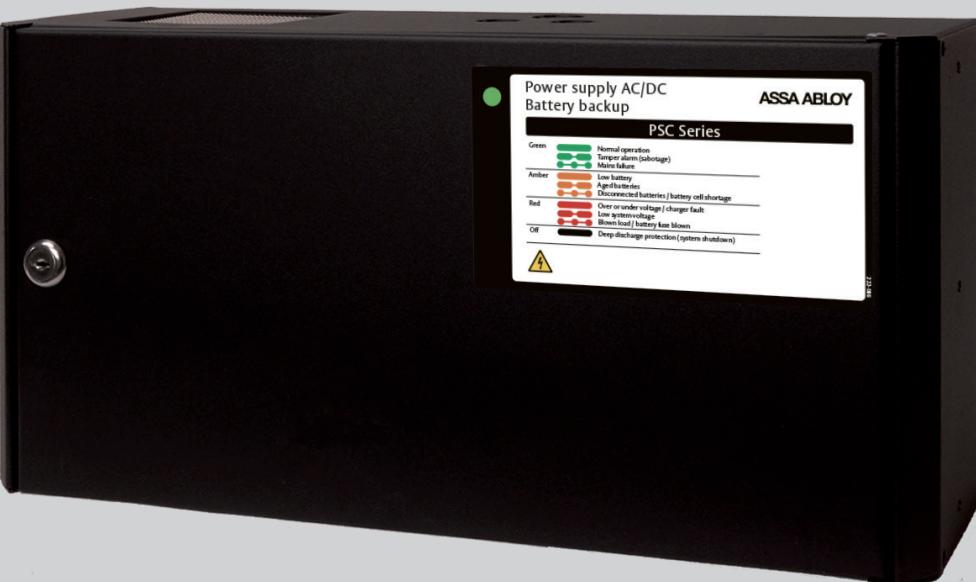 Power supply AC/DC
Battery backup
ASSA ABLOY
PSC Series
Green
Normal operation
Tamper alarm (sabotage)
Mains failure
Amber
Low battery
Aged batteries
Disconnected batteries / battery cell shortage
Red
Over or under voltage / charger fault
Low system voltage
Blown load / battery fuse blown
Off
Deep discharge protection (system shutdown)